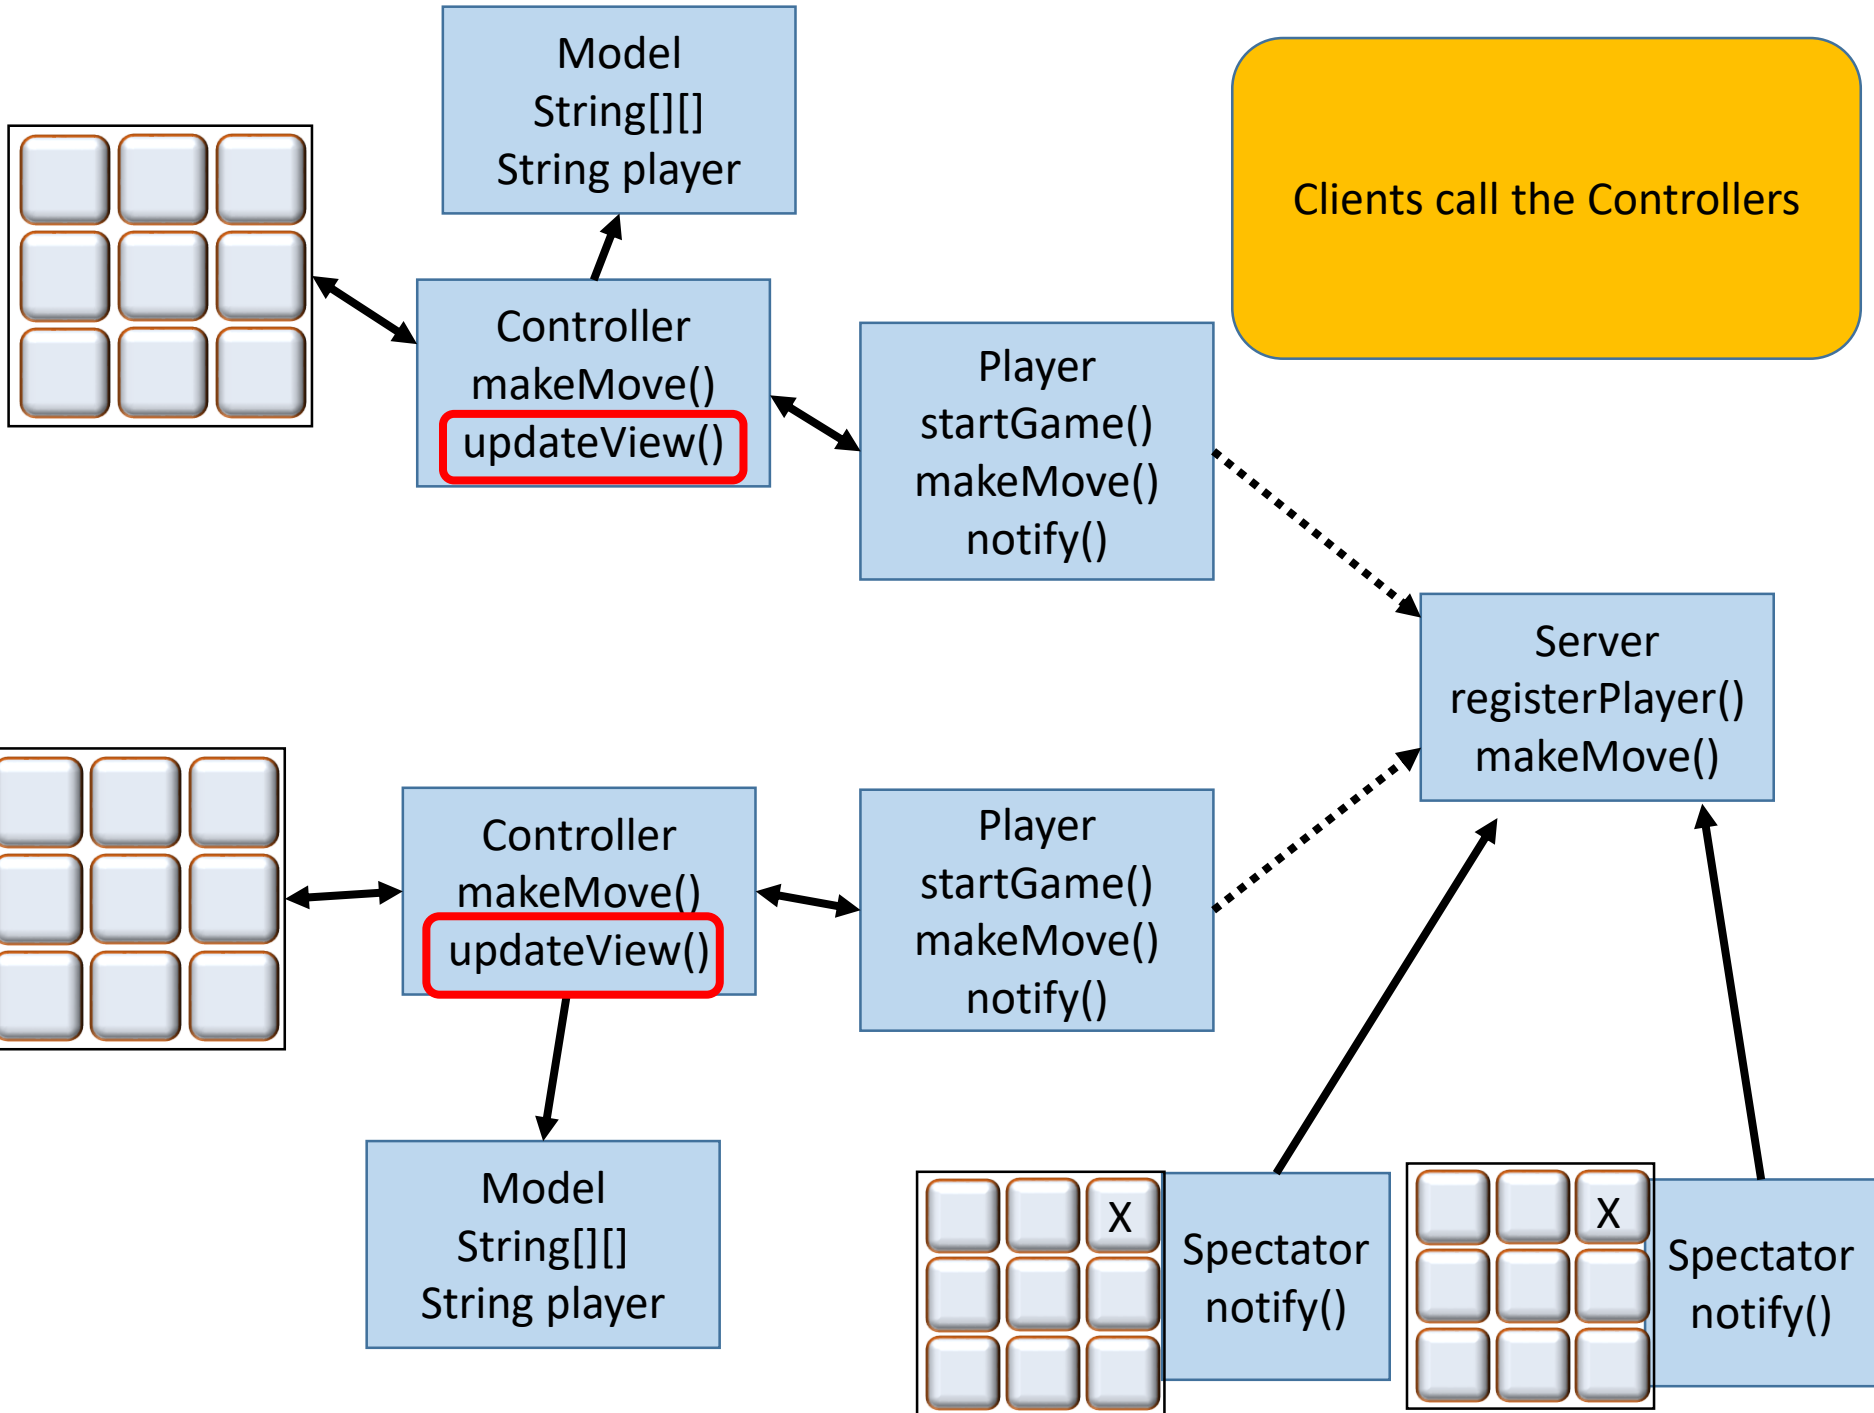 Model
String[][]
String player
Clients call the Controllers
Controller
makeMove()
updateView()
Player
startGame()
makeMove()
notify()
Server
registerPlayer()
makeMove()
Controller
makeMove()
updateView()
Player
startGame()
makeMove()
notify()
Model
String[][]
String player
X
Spectator
notify()
X
Spectator
notify()